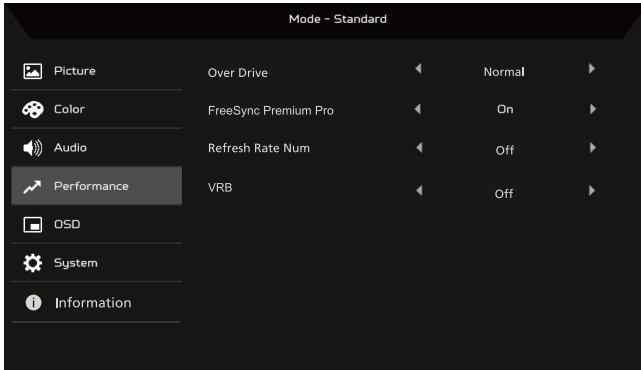 Mode - Standard
Picture
Over Drive Normal
Color
FreeSync Premium Pro On
Audio
Refresh Rate Num Off
Performance
VRB Off
OSD
System
Information